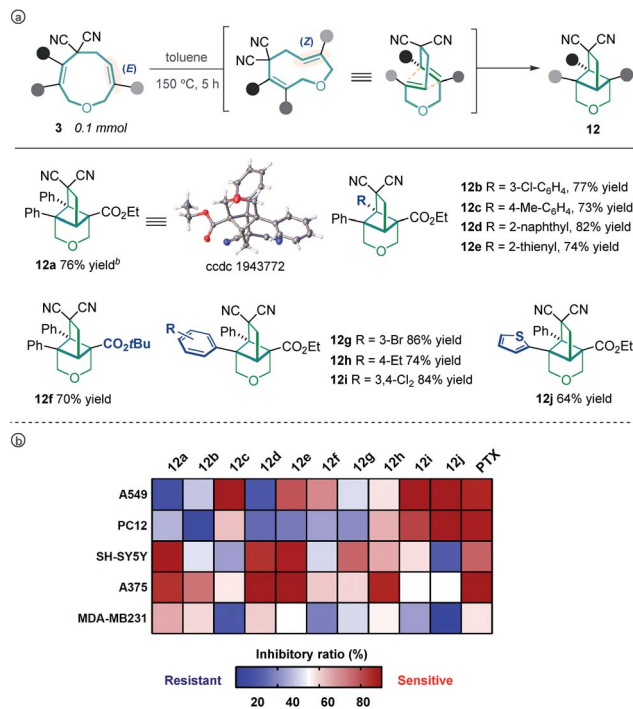 a
NC CN
(E)
O
3 0.1 mmol
toluene
150 °C, 5 h
(Z)
CN
NC
O
NC CN
O
NC CN
O
12
NC CN
Ph
Ph
CO₂Et
O
12a 76% yieldᵇ
ccdc 1943772
NC CN
R
Ph
CO₂Et
O
12b R = 3-Cl-C₆H₄, 77% yield
12c R = 4-Me-C₆H₄, 73% yield
12d R = 2-naphthyl, 82% yield
12e R = 2-thienyl, 74% yield
NC CN
Ph
Ph
CO₂tBu
O
12f 70% yield
NC CN
R
Ph
CO₂Et
O
12g R = 3-Br 86% yield
12h R = 4-Et 74% yield
12i R = 3,4-Cl₂ 84% yield
NC CN
S
Ph
CO₂Et
O
12j 64% yield
b
12a 12b 12c 12d 12e 12f 12g 12h 12i 12j PTX
A549
PC12
SH-SY5Y
A375
MDA-MB231
Inhibitory ratio (%)
Resistant Sensitive
20 40 60 80